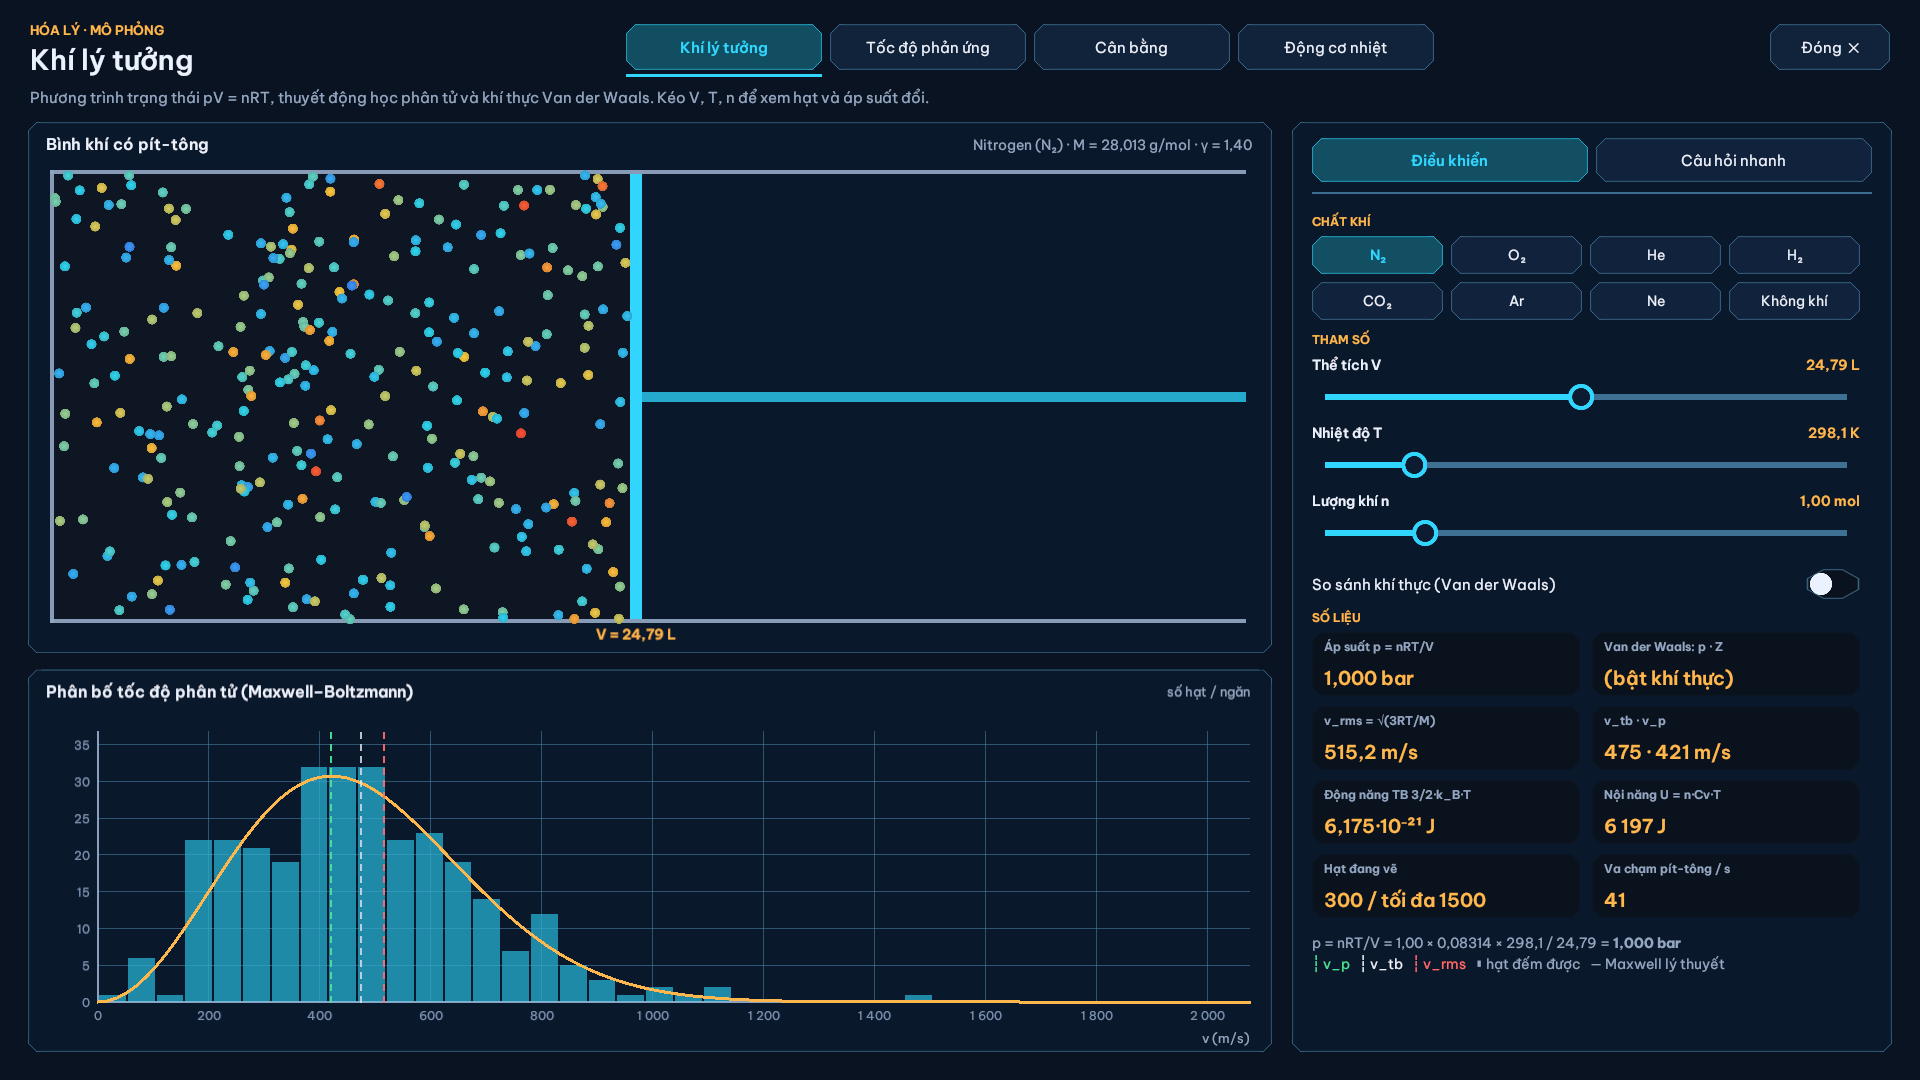 HÓA LÝ · MÔ PHỎNG
Khí lý tưởng
Khí lý tưởng
Tốc độ phản ứng
Cân bằng
Động cơ nhiệt
Đóng ✕
Phương trình trạng thái pV = nRT, thuyết động học phân tử và khí thực Van der Waals. Kéo V, T, n để xem hạt và áp suất đổi.
Bình khí có pít-tông
Nitrogen (N₂) · M = 28,013 g/mol · γ = 1,40
V = 24,79 L
Phân bố tốc độ phân tử (Maxwell–Boltzmann)
số hạt / ngăn
35
30
25
20
15
10
5
0
0 200 400 600 800 1 000 1 200 1 400 1 600 1 800 2 000
v (m/s)
Điều khiển
Câu hỏi nhanh
CHẤT KHÍ
N₂ O₂ He H₂
CO₂ Ar Ne Không khí
THAM SỐ
Thể tích V 24,79 L
Nhiệt độ T 298,1 K
Lượng khí n 1,00 mol
So sánh khí thực (Van der Waals)
SỐ LIỆU
Áp suất p = nRT/V
1,000 bar
Van der Waals: p · Z
(bật khí thực)
v_rms = √(3RT/M)
515,2 m/s
v_tb · v_p
475 · 421 m/s
Động năng TB 3/2·k_B·T
6,175·10⁻²¹ J
Nội năng U = n·Cv·T
6 197 J
Hạt đang vẽ
300 / tối đa 1500
Va chạm pít-tông / s
41
p = nRT/V = 1,00 × 0,08314 × 298,1 / 24,79 = 1,000 bar
┆ v_p ┆ v_tb ┆ v_rms ▮ hạt đếm được — Maxwell lý thuyết